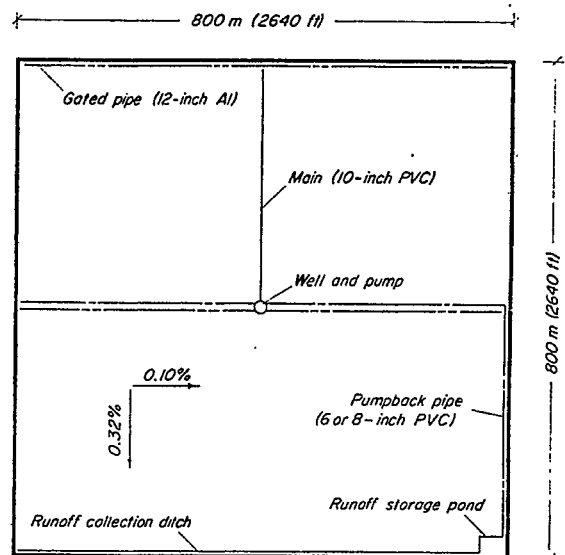 800 m (2640 ft)
Gated pipe (12-inch Al)
Main (10-inch PVC)
Well and pump
800 m (2640 ft)
0.10%
0.32%
Pumpback pipe
(6 or 8-inch PVC)
Runoff storage pond
Runoff collection ditch